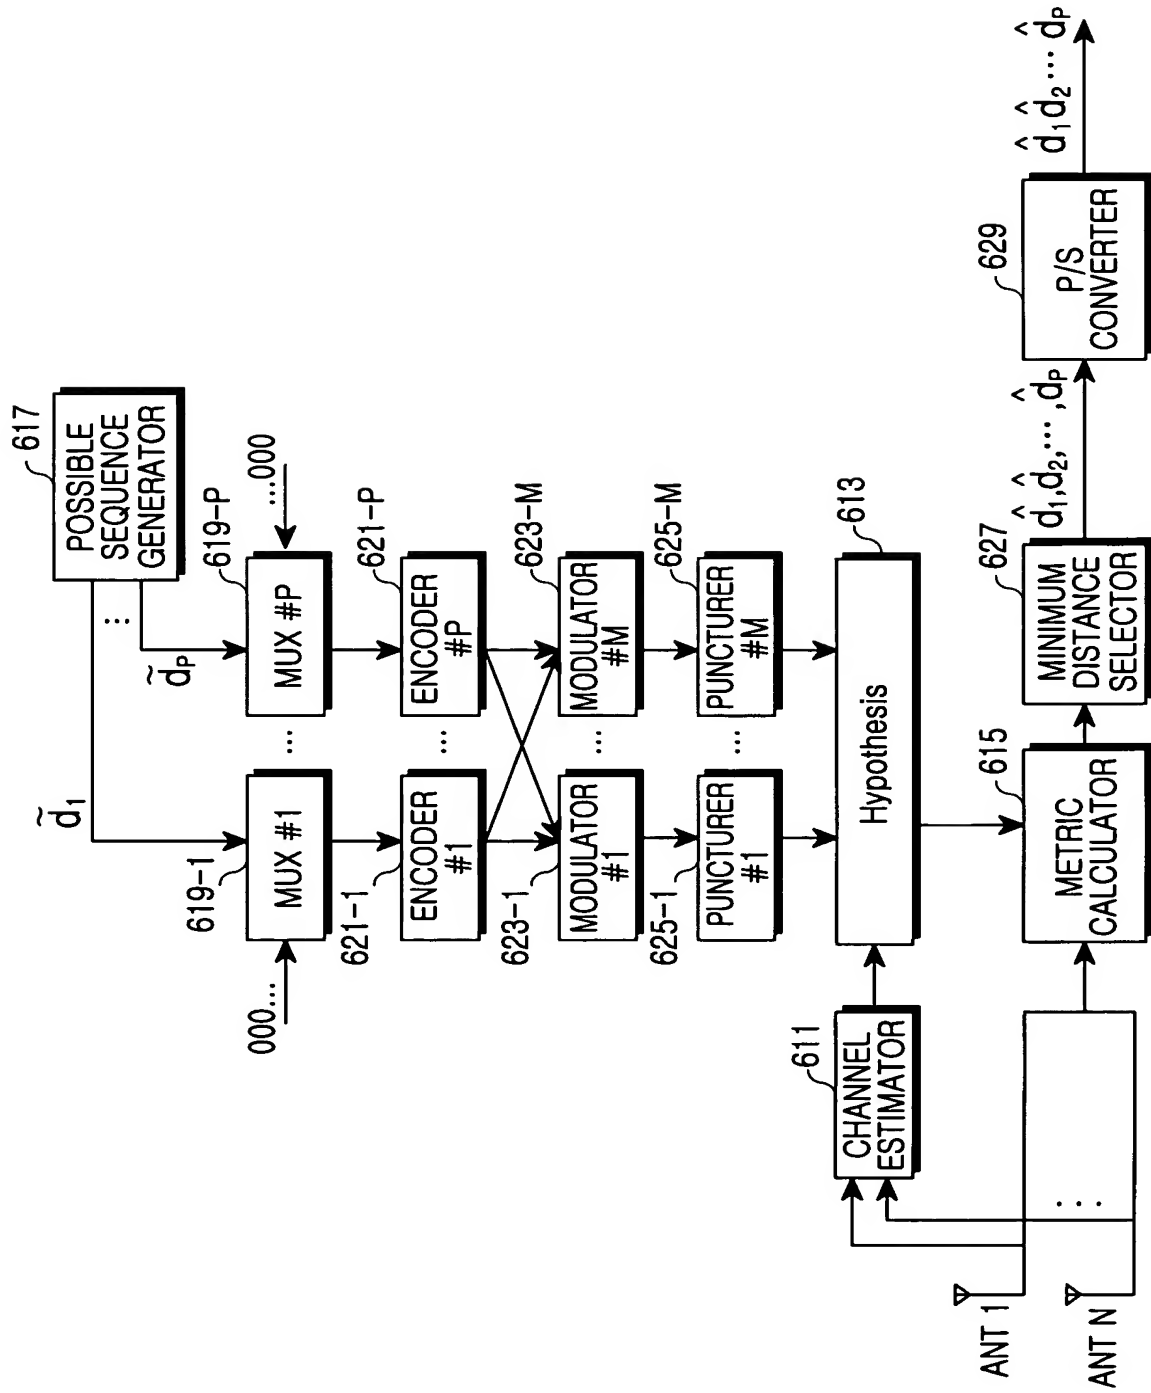 617
POSSIBLE
SEQUENCE
GENERATOR
d̃₁
⋯
d̃ₚ
619-1
000...
MUX #1
...
619-P
MUX #P
...000
621-1
ENCODER
#1
...
621-P
ENCODER
#P
623-1
MODULATOR
#1
...
623-M
MODULATOR
#M
625-1
PUNCTURER
#1
...
625-M
PUNCTURER
#M
611
CHANNEL
ESTIMATOR
613
Hypothesis
ANT 1
...
ANT N
615
METRIC
CALCULATOR
627
MINIMUM
DISTANCE
SELECTOR
d̂₁,d̂₂,⋯,d̂ₚ
629
P/S
CONVERTER
d̂₁d̂₂⋯d̂ₚ